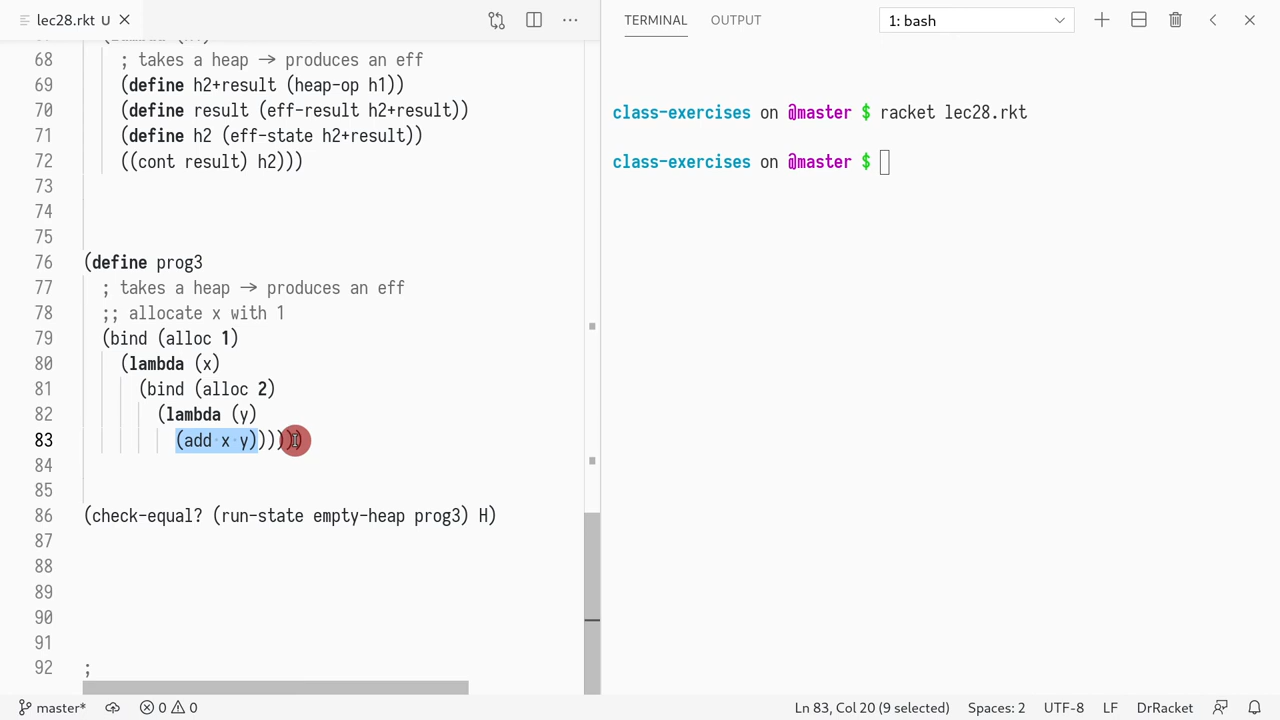 lec28.rkt U
TERMINAL OUTPUT 1: bash
68 ; takes a heap → produces an eff
69 (define h2+result (heap-op h1))
70 (define result (eff-result h2+result))
71 (define h2 (eff-state h2+result))
72 ((cont result) h2)))
73
74
75
76 (define prog3
77 ; takes a heap → produces an eff
78 ;; allocate x with 1
79 (bind (alloc 1)
80 (lambda (x)
81 (bind (alloc 2)
82 (lambda (y)
83 (add x y))))))
84
85
86 (check-equal? (run-state empty-heap prog3) H)
87
88
89
90
91
92 ;
class-exercises on @master $ racket lec28.rkt
class-exercises on @master $
master* 0 0 Ln 83, Col 20 (9 selected) Spaces: 2 UTF-8 LF DrRacket